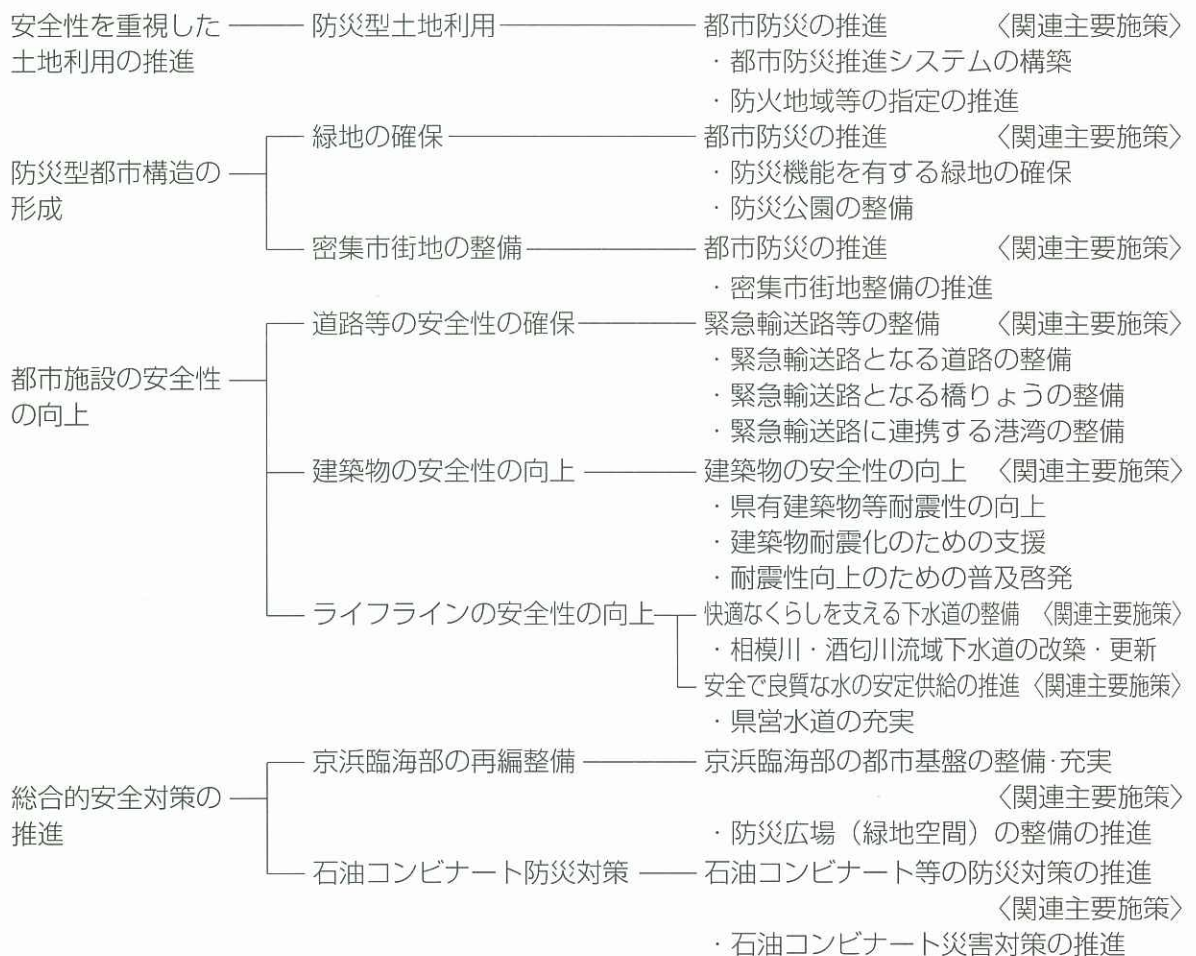 安全性を重視した 防災型土地利用 都市防災の推進 〈関連主要施策〉
土地利用の推進 ・都市防災推進システムの構築
・防火地域等の指定の推進
緑地の確保 都市防災の推進 〈関連主要施策〉
防災型都市構造の ・防災機能を有する緑地の確保
形成 ・防災公園の整備
密集市街地の整備 都市防災の推進 〈関連主要施策〉
・密集市街地整備の推進
道路等の安全性の確保 緊急輸送路等の整備 〈関連主要施策〉
・緊急輸送路となる道路の整備
都市施設の安全性 ・緊急輸送路となる橋りょうの整備
の向上 ・緊急輸送路に連携する港湾の整備
建築物の安全性の向上 建築物の安全性の向上 〈関連主要施策〉
・県有建築物等耐震性の向上
・建築物耐震化のための支援
・耐震性向上のための普及啓発
ライフラインの安全性の向上 快適なくらしを支える下水道の整備 〈関連主要施策〉
・相模川・酒匂川流域下水道の改築・更新
安全で良質な水の安定供給の推進 〈関連主要施策〉
・県営水道の充実
京浜臨海部の再編整備 京浜臨海部の都市基盤の整備・充実
総合的安全対策の 〈関連主要施策〉
推進 ・防災広場（緑地空間）の整備の推進
石油コンビナート防災対策 石油コンビナート等の防災対策の推進
〈関連主要施策〉
・石油コンビナート災害対策の推進